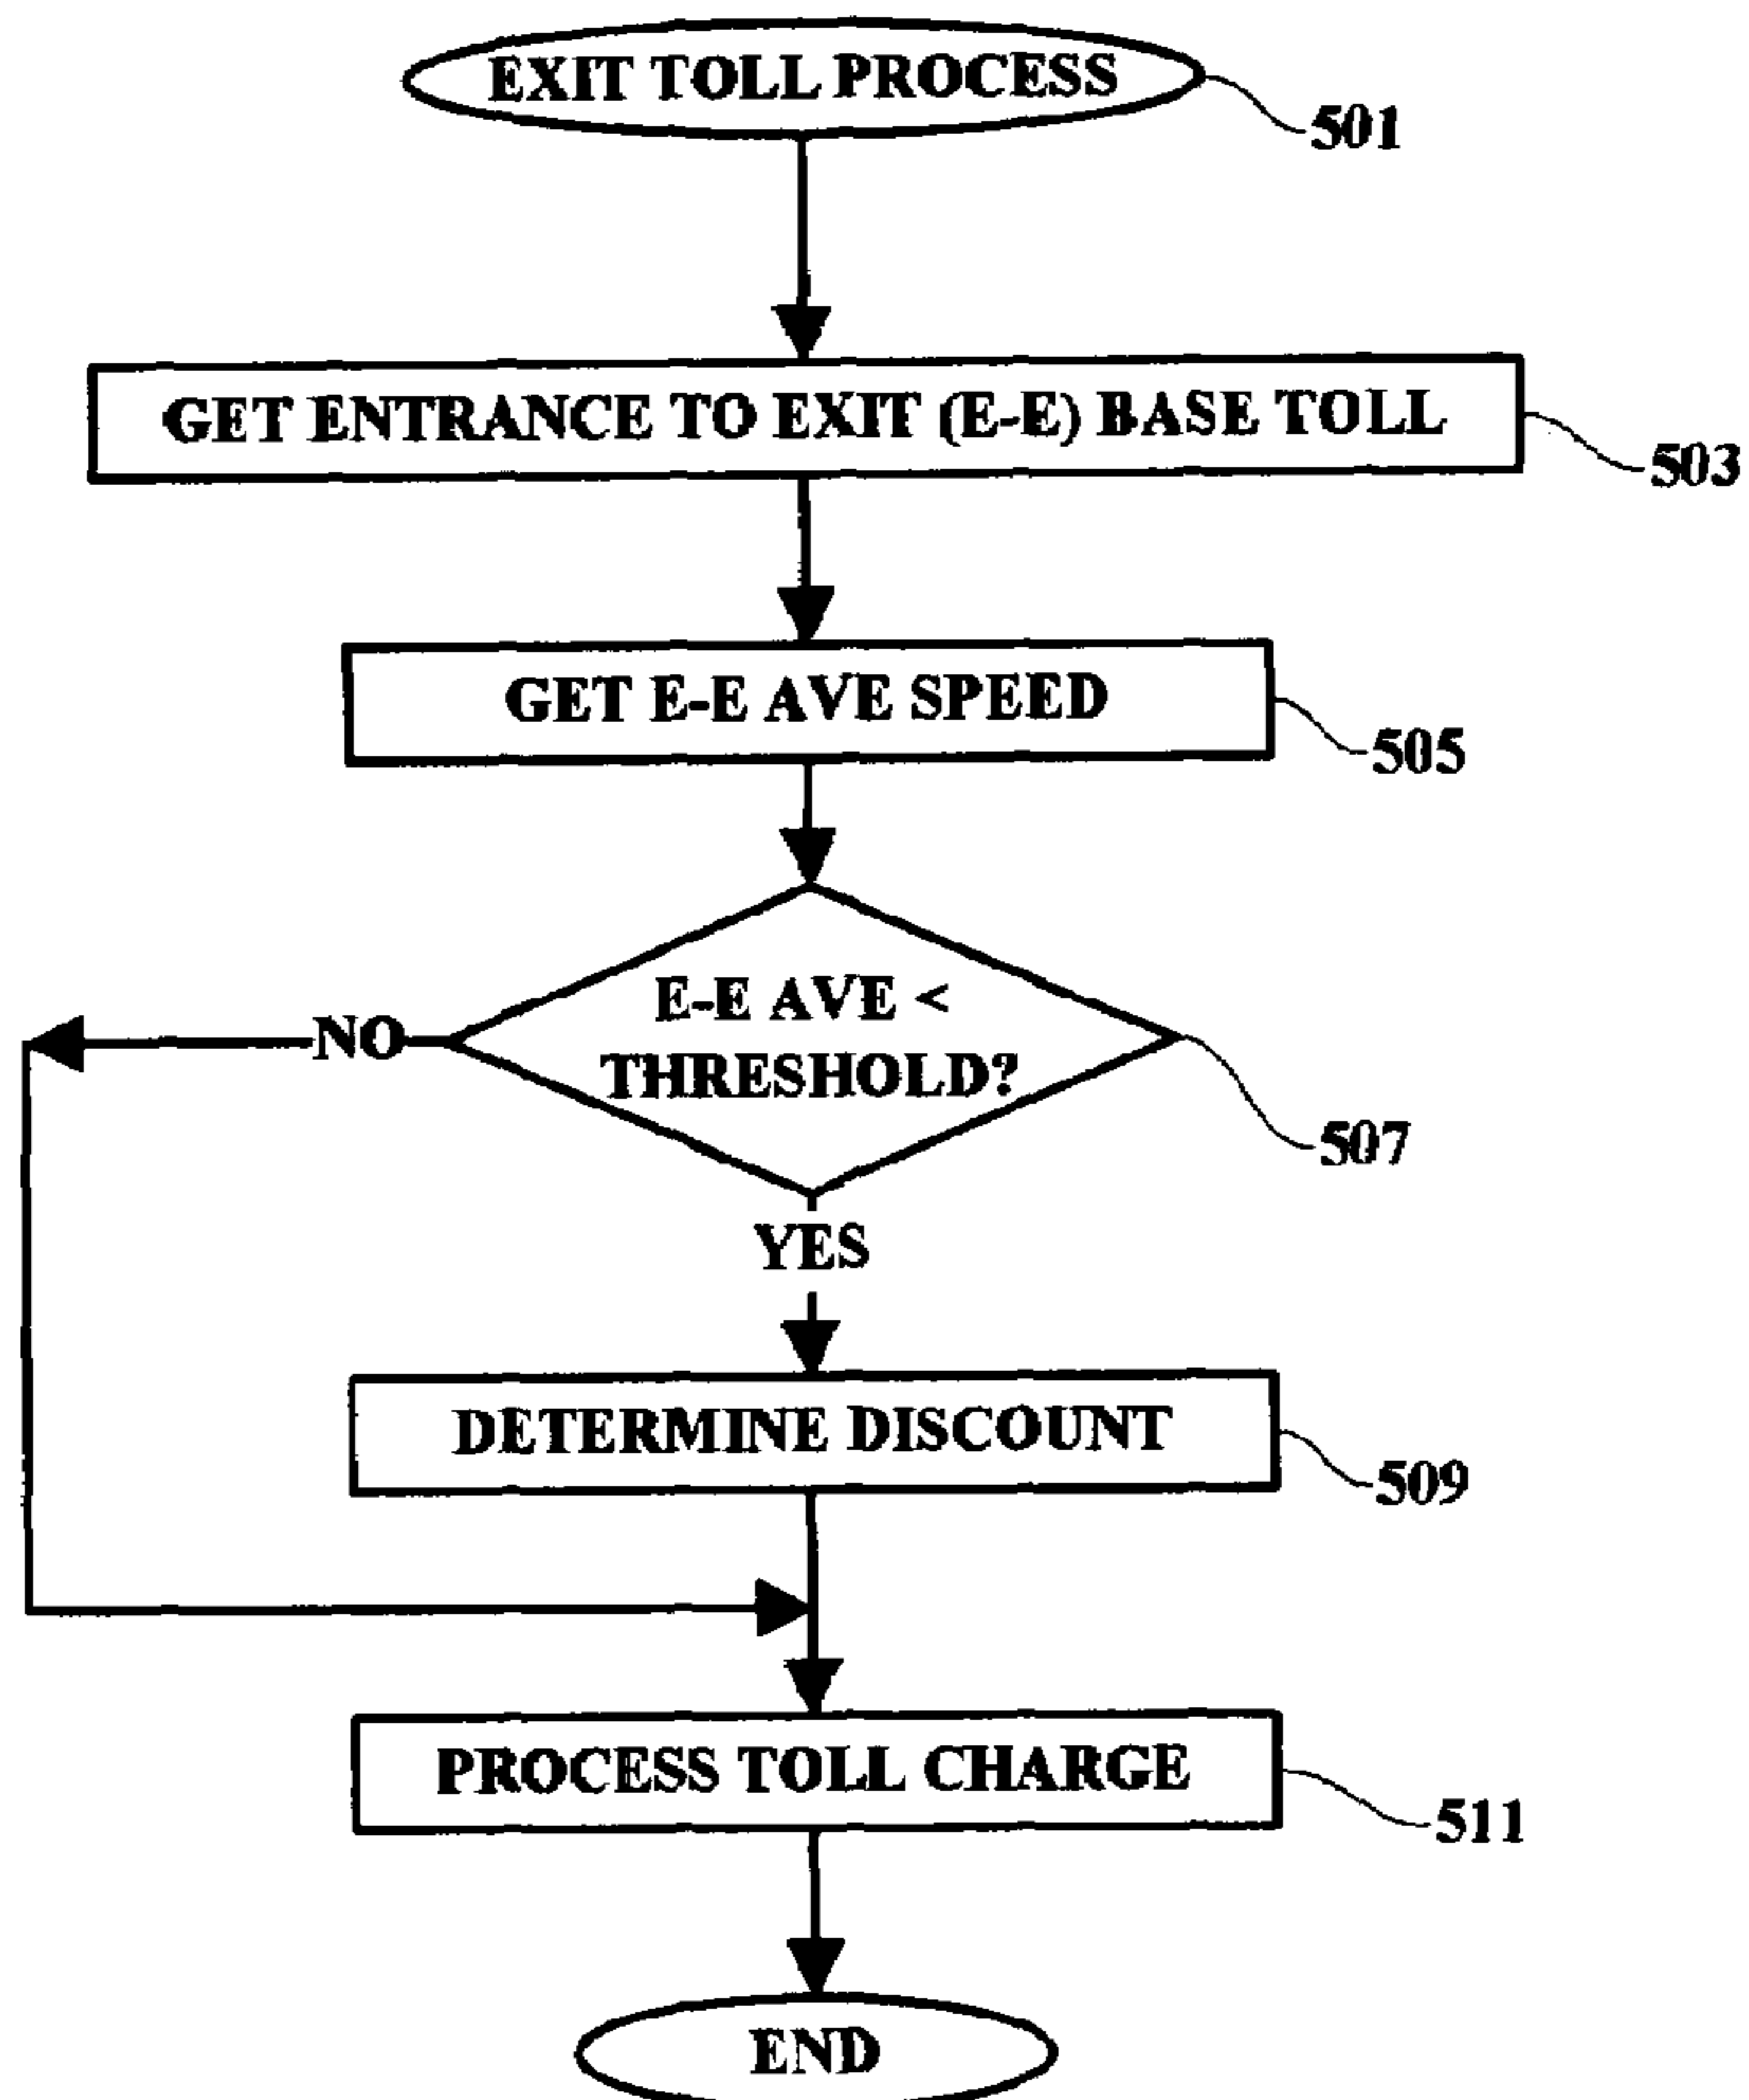 EXIT TOLL PROCESS
501
GET ENTRANCE TO EXIT (E-E) BASE TOLL
503
GET E-E AVE SPEED
505
E-E AVE <
THRESHOLD?
NO
507
YES
DETERMINE DISCOUNT
509
PROCESS TOLL CHARGE
511
END